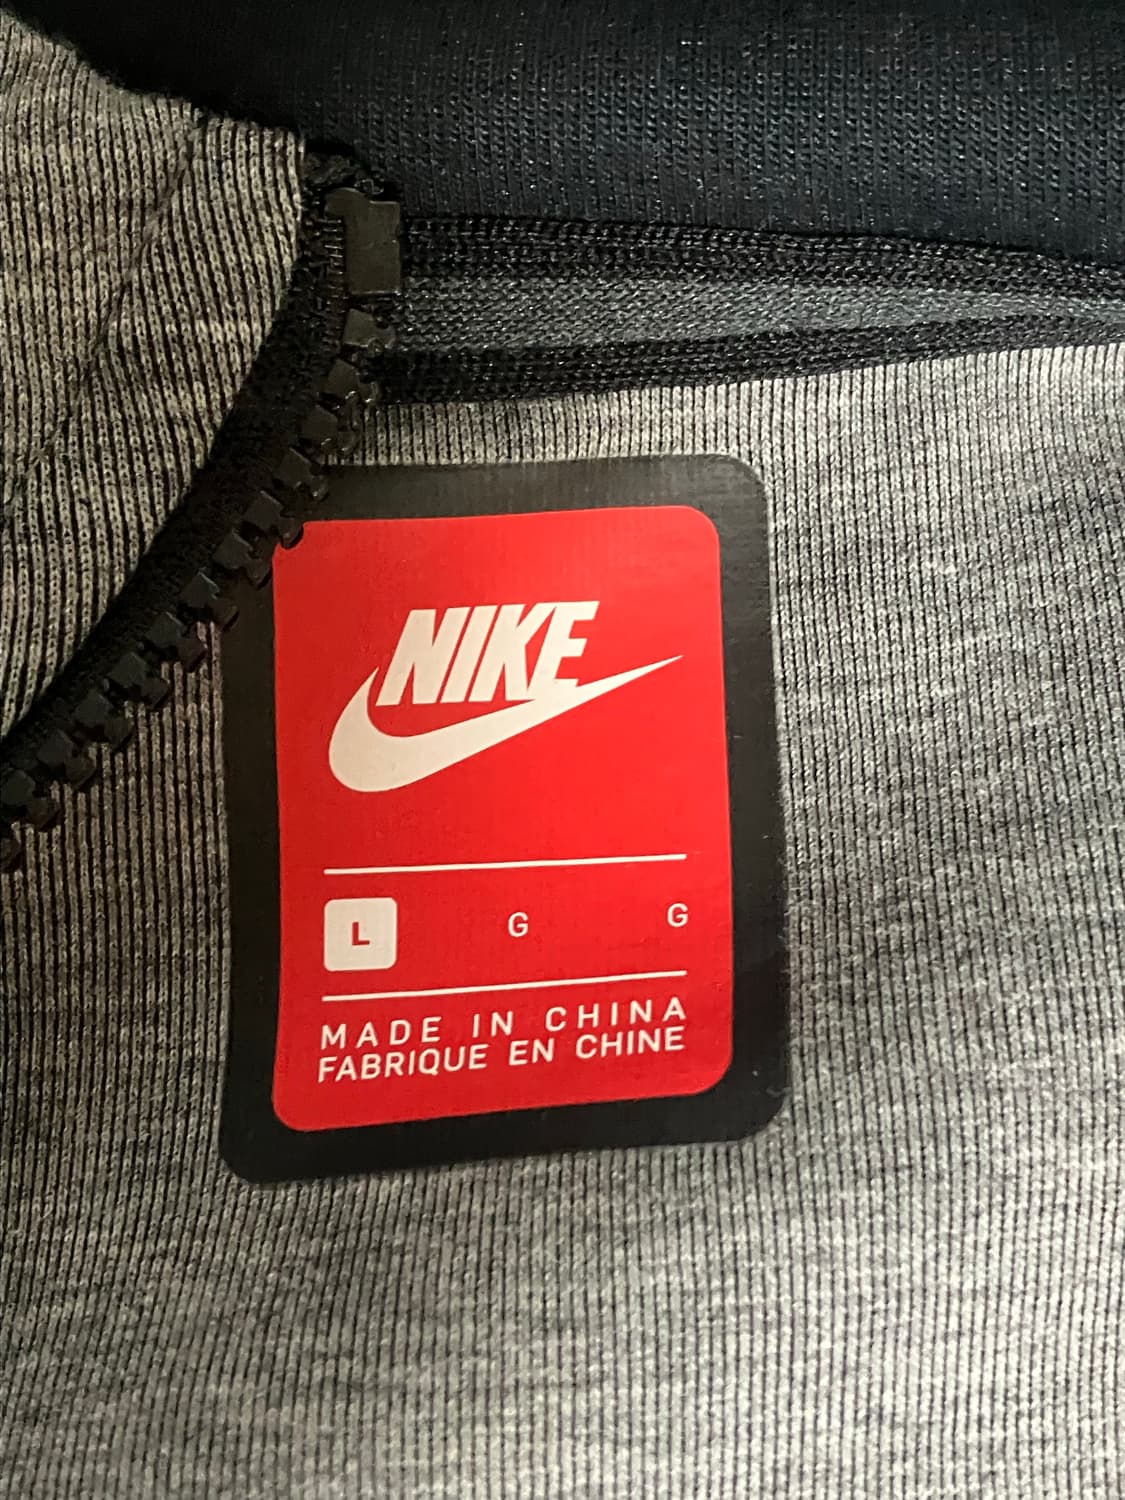 NIKE
L G G
MADE IN CHINA
FABRIQUE EN CHINE